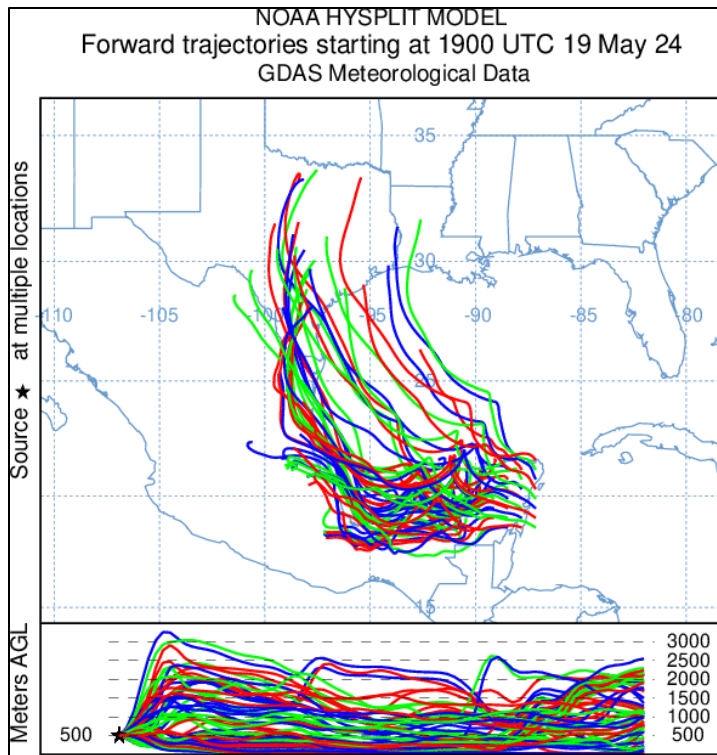 NOAA HYSPLIT MODEL
Forward trajectories starting at 1900 UTC 19 May 24
GDAS Meteorological Data
Source ★ at multiple locations
35
30
-110 -105 -100 -95 -90 -85 -80
25
15
Meters AGL
3000
2500
2000
1500
1000
500 500